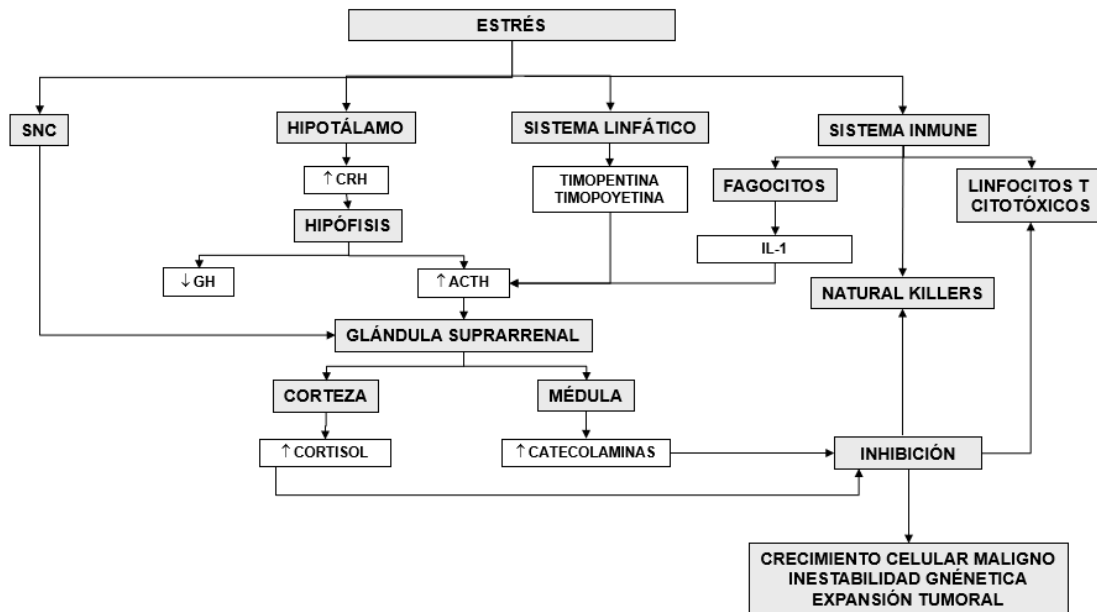 ESTRÉS
SNC
HIPOTÁLAMO
SISTEMA LINFÁTICO
SISTEMA INMUNE
↑ CRH
TIMOPENTINA
TIMOPOYETINA
FAGOCITOS
LINFOCITOS T
CITOTÓXICOS
HIPÓFISIS
IL-1
↓ GH
↑ ACTH
NATURAL KILLERS
GLÁNDULA SUPRARRENAL
CORTEZA
MÉDULA
↑ CORTISOL
↑ CATECOLAMINAS
INHIBICIÓN
CRECIMIENTO CELULAR MALIGNO
INESTABILIDAD GNÉNETICA
EXPANSIÓN TUMORAL